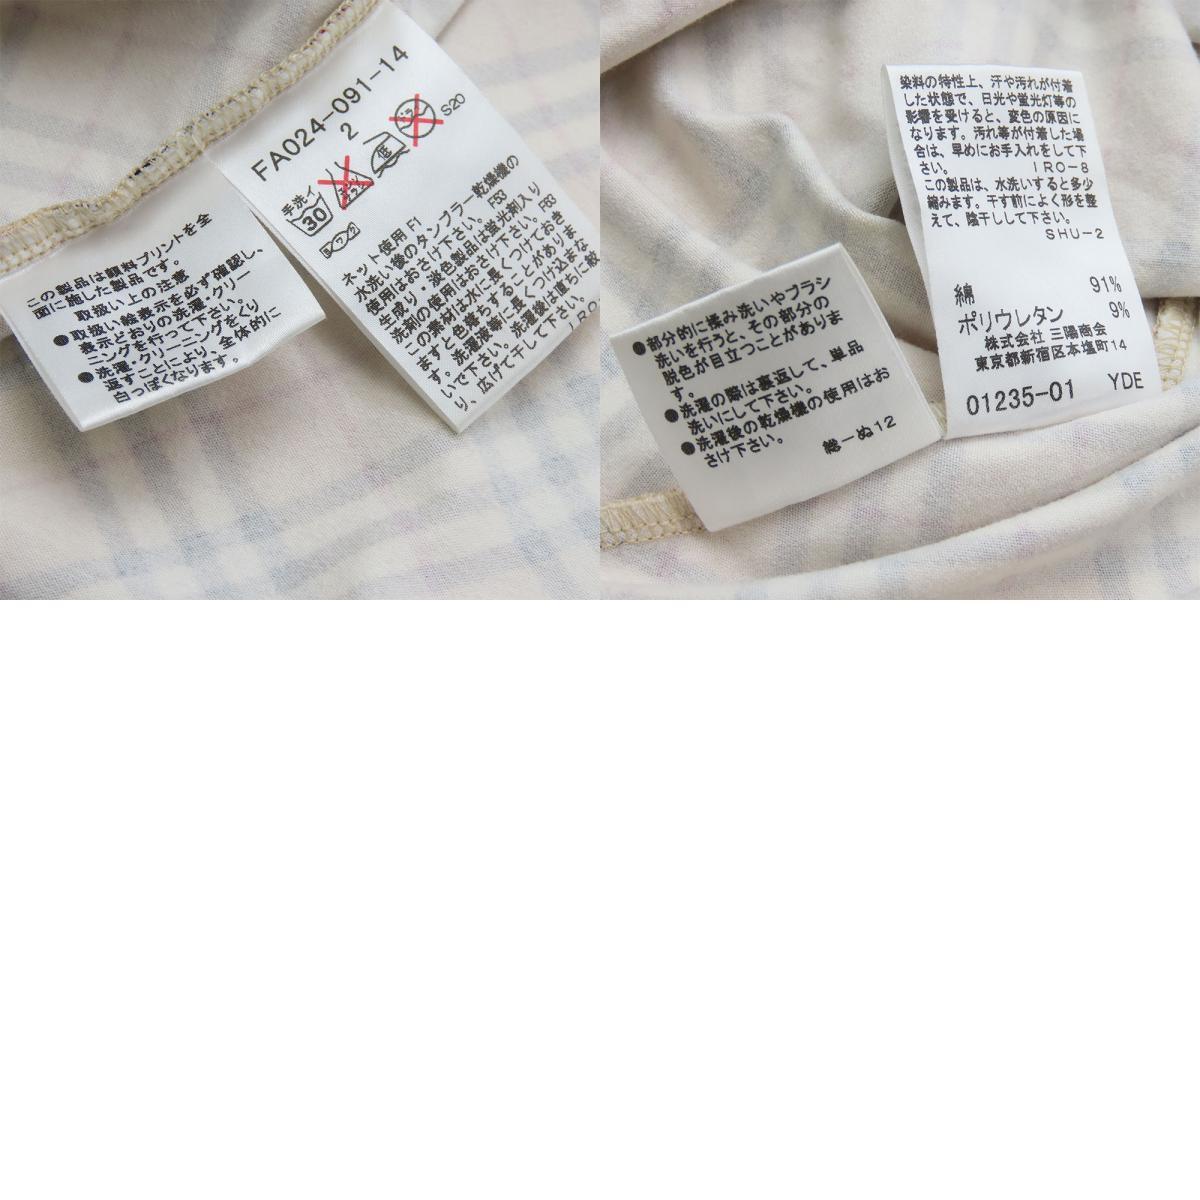 この製品は顔料プリントを全
面に施した製品です。
取扱い上の注意
●取扱い絵表示を必ず確認し、
表示どおりの洗濯・クリー
ニングを行って下さい。
●洗濯・クリーニングをくり
返すことにより、全体的に
白っぽくなります。
FA024-091-14
2
手洗イ
30
エンソ
サラシ
低
ドライ
S20
ヨワク
ネット使用 F1
水洗い後のタンブラー乾燥機の
使用はおさけ下さい。 F53
生成り・淡色製品は蛍光剤入り
洗剤の使用はおさけ下さい。 F83
この素材は水に長くつけておき
ますと色落ちすることがありま
す。洗濯液等に長くつけ込まな
いで下さい。洗濯後は直ちに絞
り、広げて干して下さい。
IRO
●部分的に揉み洗いやブラシ
洗いを行うと、その部分の
脱色が目立つことがありま
す。
●洗濯の際は裏返して、単品
洗いにして下さい。
●洗濯後の乾燥機の使用はお
さけ下さい。
総ーぬ12
染料の特性上、汗や汚れが付着
した状態で、日光や蛍光灯等の
影響を受けると、変色の原因に
なります。汚れ等が付着した場
合は、早めにお手入れをして下
さい。 IRO-8
この製品は、水洗いすると多少
縮みます。干す前によく形を整
えて、陰干しして下さい。
SHU-2
綿 91%
ポリウレタン 9%
株式会社 三陽商会
東京都新宿区本塩町14
01235-01 YDE